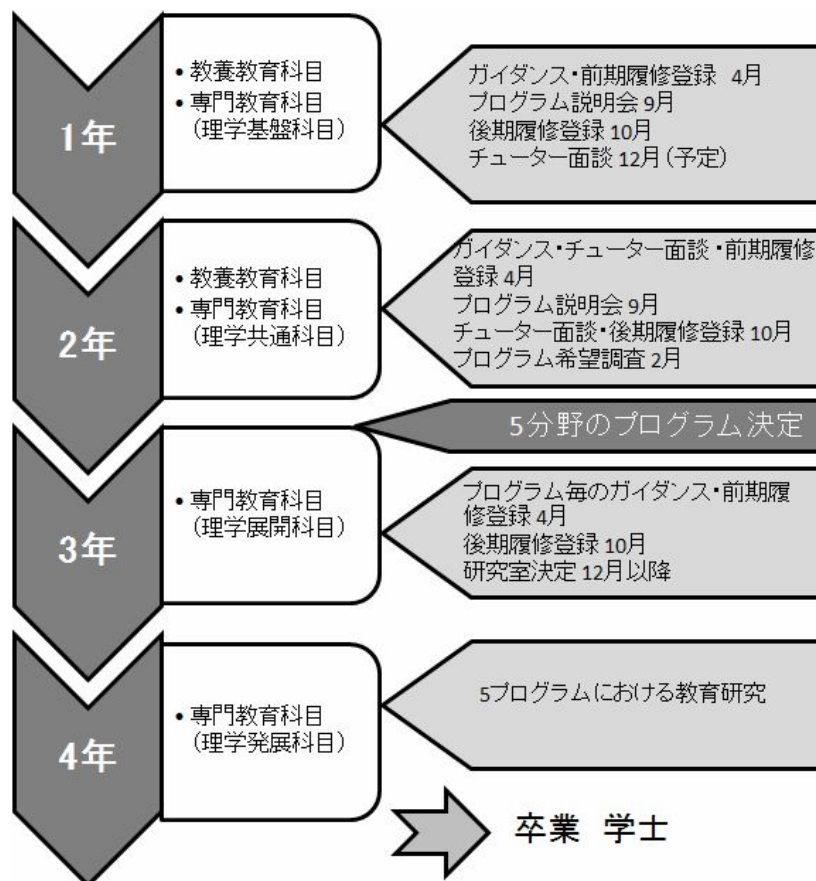 1年
• 教養教育科目
• 専門教育科目
(理学基盤科目)
ガイダンス・前期履修登録 4月
プログラム説明会 9月
後期履修登録 10月
チューター面談 12月(予定)
2年
• 教養教育科目
• 専門教育科目
(理学共通科目)
ガイダンス・チューター面談・前期履修
登録 4月
プログラム説明会 9月
チューター面談・後期履修登録 10月
プログラム希望調査 2月
5分野のプログラム決定
3年
• 専門教育科目
(理学展開科目)
プログラム毎のガイダンス・前期履
修登録 4月
後期履修登録 10月
研究室決定 12月以降
4年
• 専門教育科目
(理学発展科目)
5プログラムにおける教育研究
卒業 学士